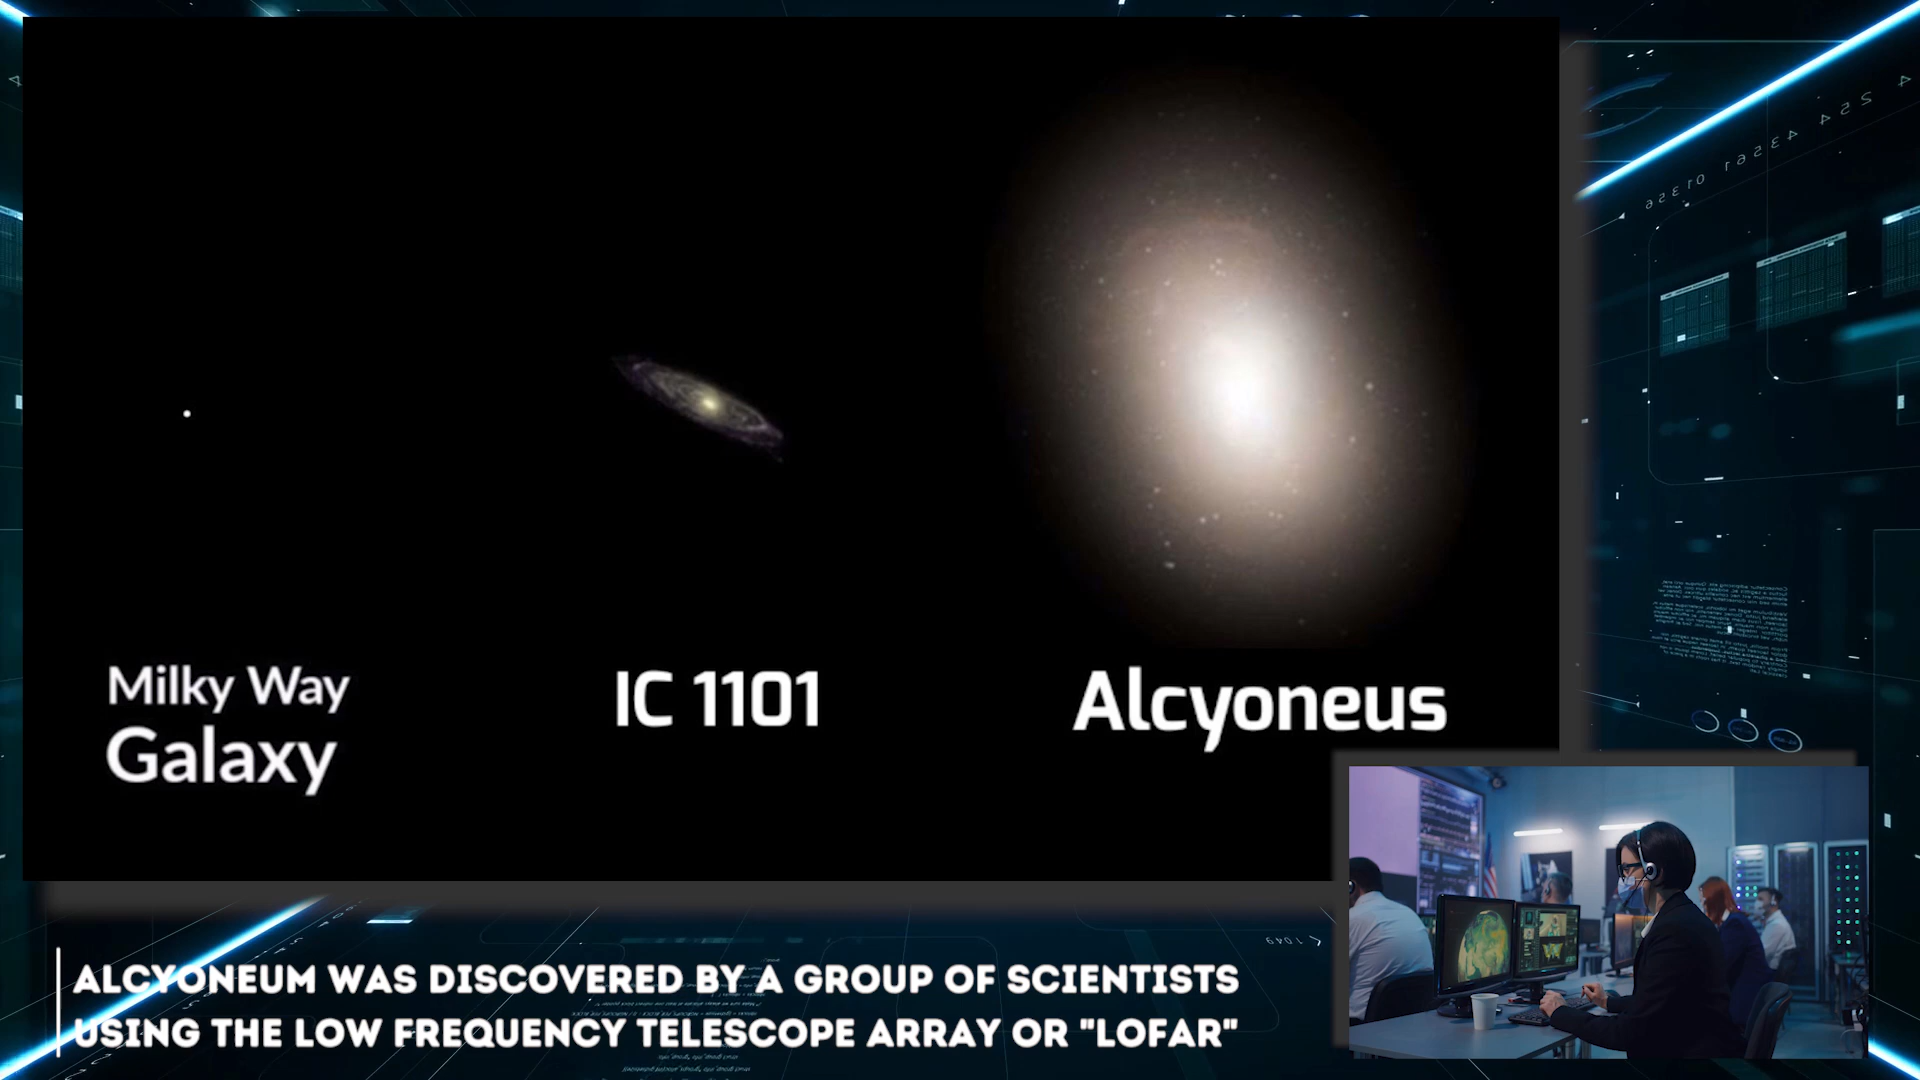 Milky Way
Galaxy
IC 1101
Alcyoneus
ALCYONEUM WAS DISCOVERED BY A GROUP OF SCIENTISTS
USING THE LOW FREQUENCY TELESCOPE ARRAY OR "LOFAR"